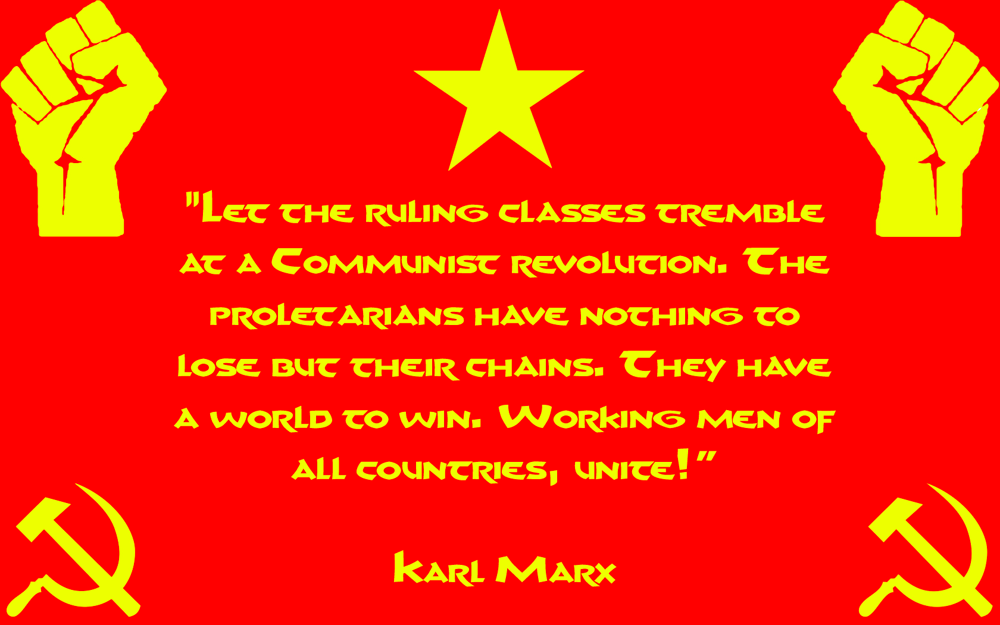 "Let the ruling classes tremble
at a Communist revolution. The
proletarians have nothing to
lose but their chains. They have
a world to win. Working men of
all countries, unite!"
Karl Marx